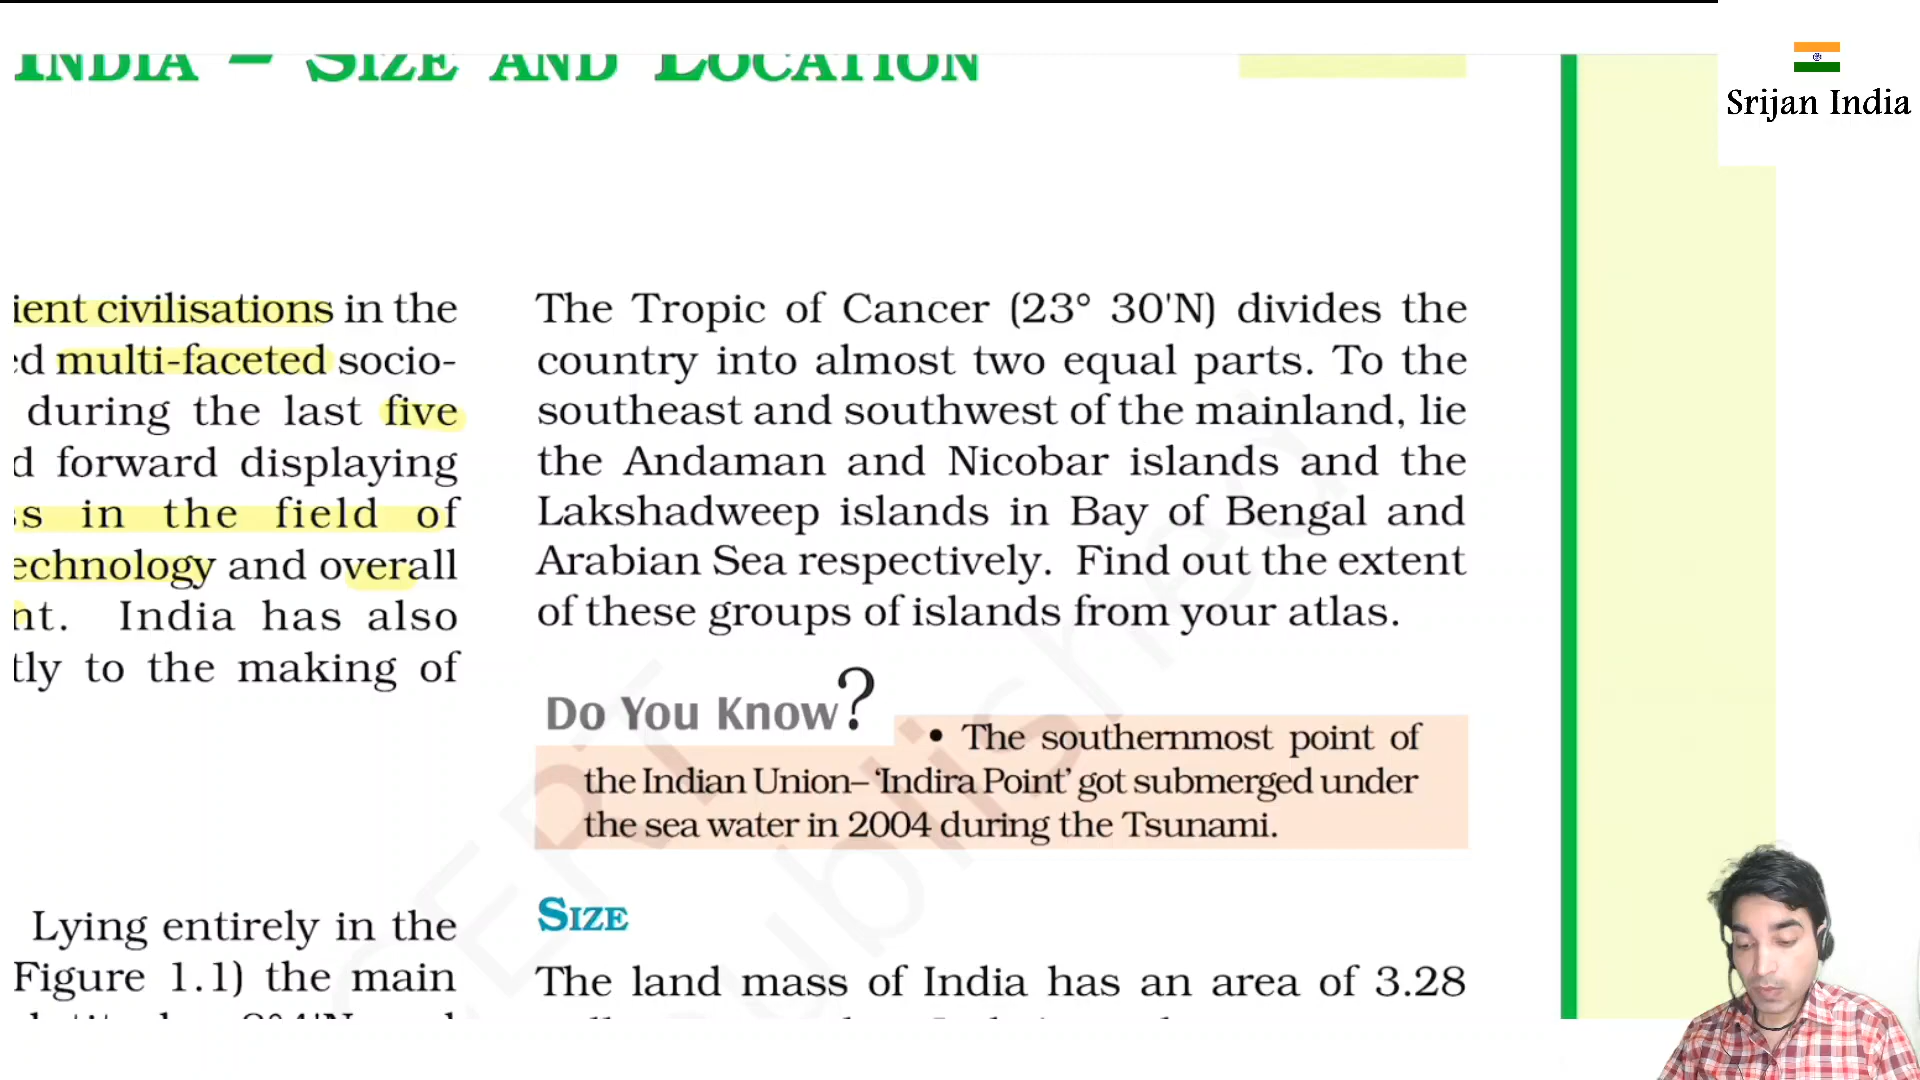 INDIA – SIZE AND LOCATION
Srijan India
ient civilisations in the
ed multi-faceted socio-
during the last five
d forward displaying
ss in the field of
echnology and overall
nt. India has also
tly to the making of
Lying entirely in the
Figure 1.1) the main
The Tropic of Cancer (23° 30'N) divides the
country into almost two equal parts. To the
southeast and southwest of the mainland, lie
the Andaman and Nicobar islands and the
Lakshadweep islands in Bay of Bengal and
Arabian Sea respectively. Find out the extent
of these groups of islands from your atlas.
Do You Know?
• The southernmost point of
the Indian Union– 'Indira Point' got submerged under
the sea water in 2004 during the Tsunami.
SIZE
The land mass of India has an area of 3.28